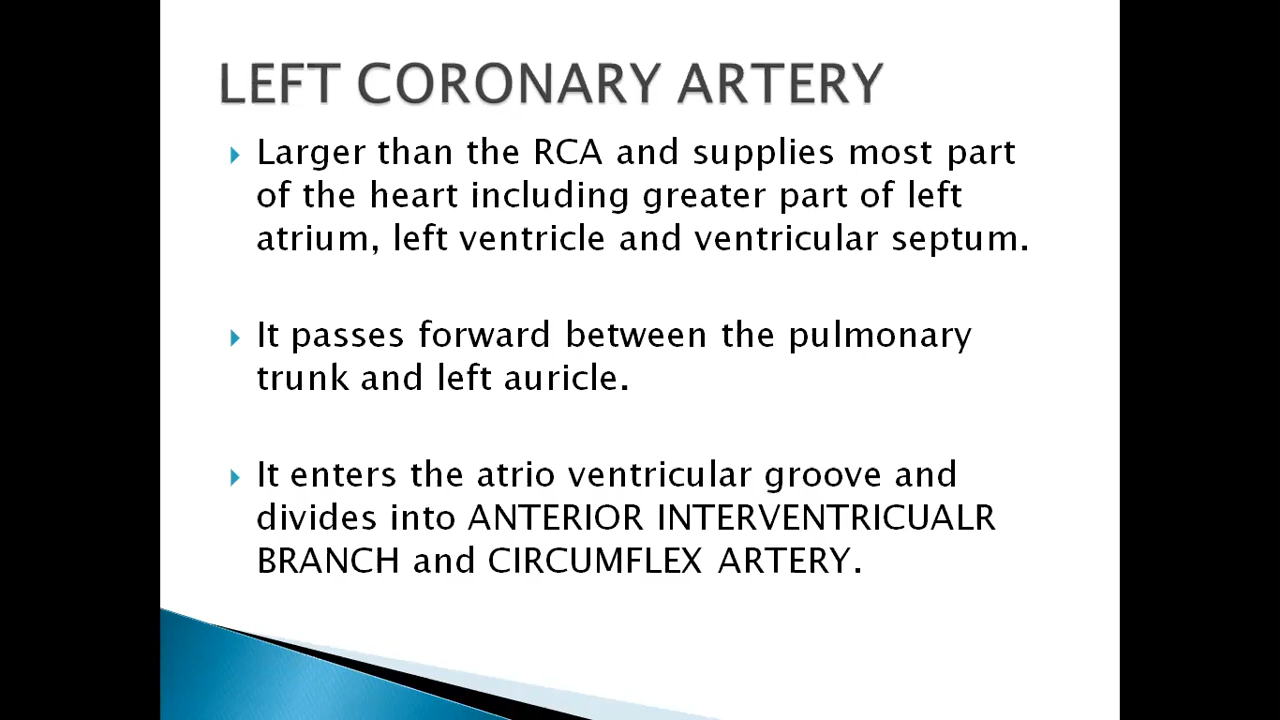 LEFT CORONARY ARTERY
Larger than the RCA and supplies most part
of the heart including greater part of left
atrium, left ventricle and ventricular septum.
It passes forward between the pulmonary
trunk and left auricle.
It enters the atrio ventricular groove and
divides into ANTERIOR INTERVENTRICUALR
BRANCH and CIRCUMFLEX ARTERY.